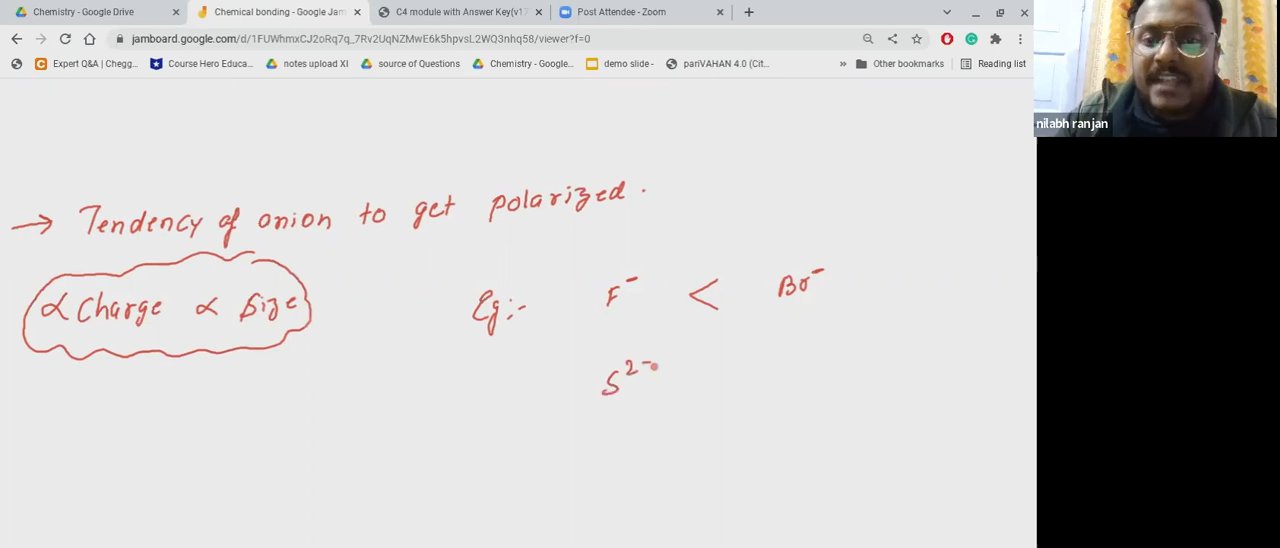 Chemistry - Google Drive
Chemical bonding - Google Jam
C4 module with Answer Key(v17
Post Attendee - Zoom
jamboard.google.com/d/1FUWhmxCJ2oRq7q_7Rv2UqNZMwE6k5hpvsL2WQ3nhq58/viewer?f=0
Expert Q&A | Chegg...
Course Hero Educa...
notes upload XI
source of Questions
Chemistry - Google...
demo slide -
pariVAHAN 4.0 (Cit...
»
Other bookmarks
Reading list
nilabh ranjan
→ Tendency of anion to get polarized.
∝ Charge ∝ Size
Eg:- F⁻ < Br⁻
S²⁻